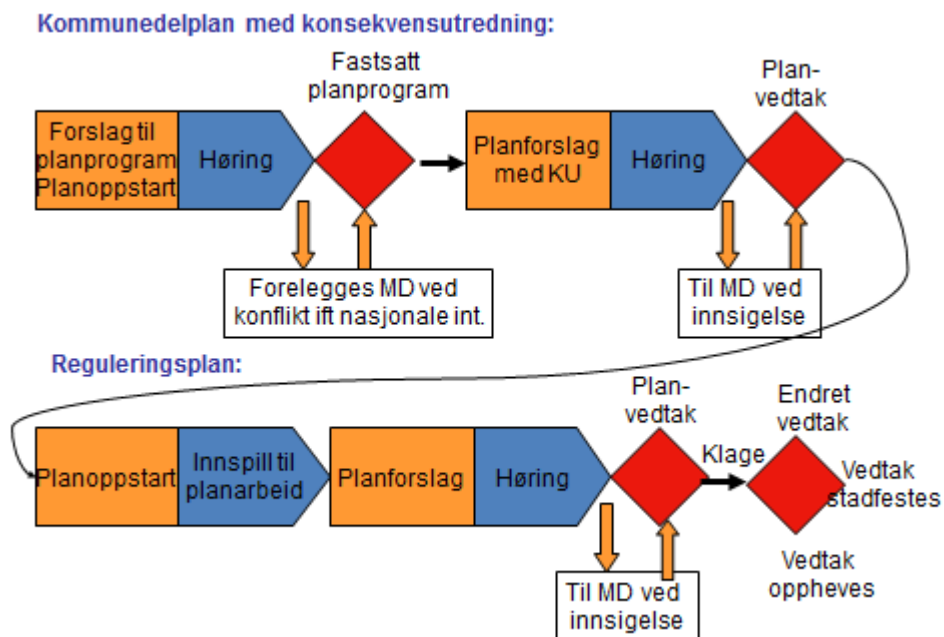 Kommunedelplan med konsekvensutredning:
Fastsatt
planprogram
Plan-
vedtak
Forslag til
planprogram
Planoppstart
Høring
Planforslag
med KU
Høring
Forelegges MD ved
konflikt ift nasjonale int.
Til MD ved
innsigelse
Reguleringsplan:
Plan-
vedtak
Endret
vedtak
Planoppstart
Innspill til
planarbeid
Planforslag
Høring
Klage
Vedtak
stadfestes
Til MD ved
innsigelse
Vedtak
oppheves